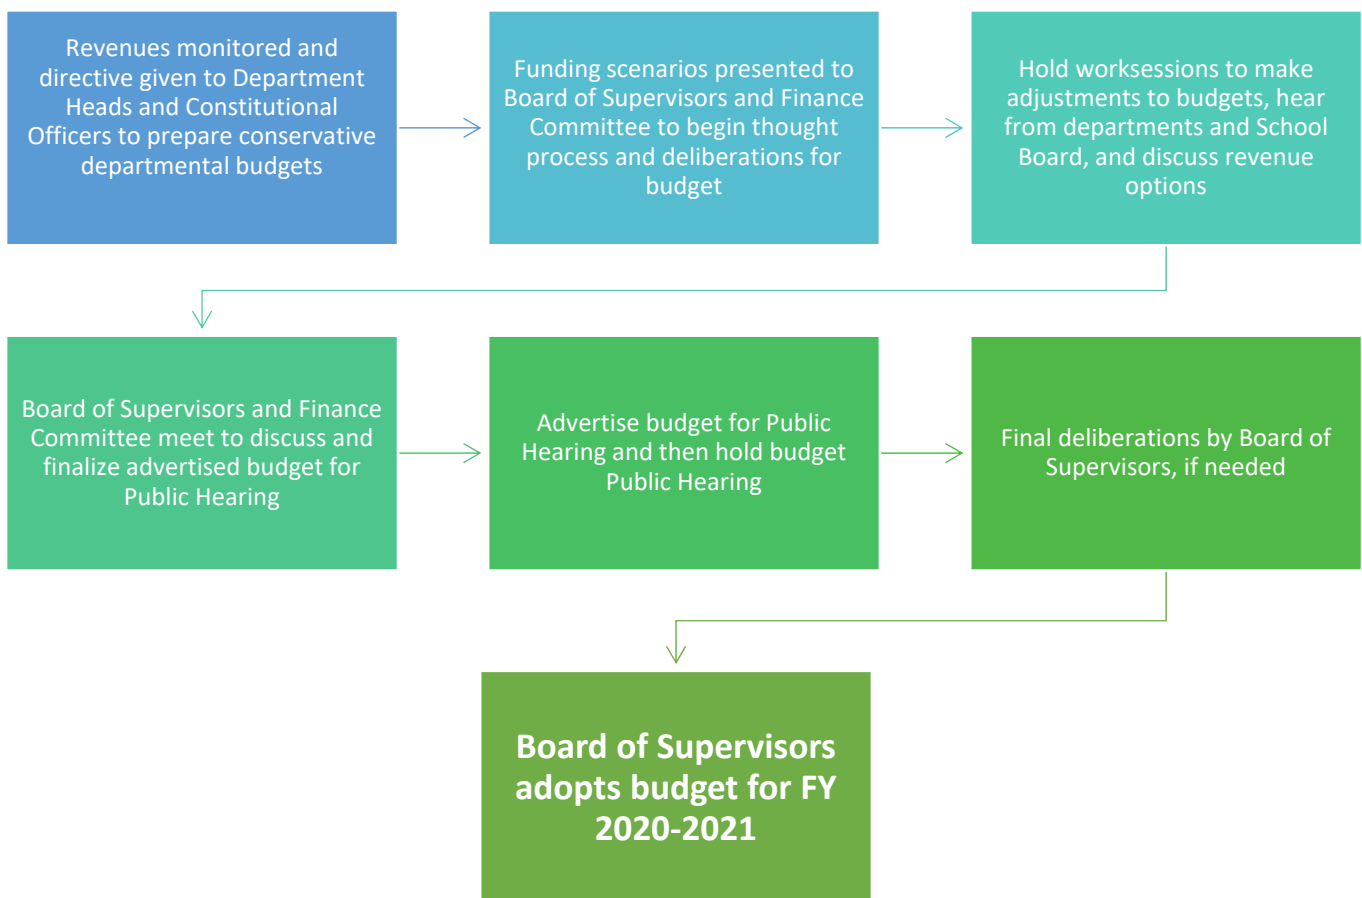 Revenues monitored and
directive given to Department
Heads and Constitutional
Officers to prepare conservative
departmental budgets
Funding scenarios presented to
Board of Supervisors and Finance
Committee to begin thought
process and deliberations for
budget
Hold worksessions to make
adjustments to budgets, hear
from departments and School
Board, and discuss revenue
options
Board of Supervisors and Finance
Committee meet to discuss and
finalize advertised budget for
Public Hearing
Advertise budget for Public
Hearing and then hold budget
Public Hearing
Final deliberations by Board of
Supervisors, if needed
Board of Supervisors
adopts budget for FY
2020-2021